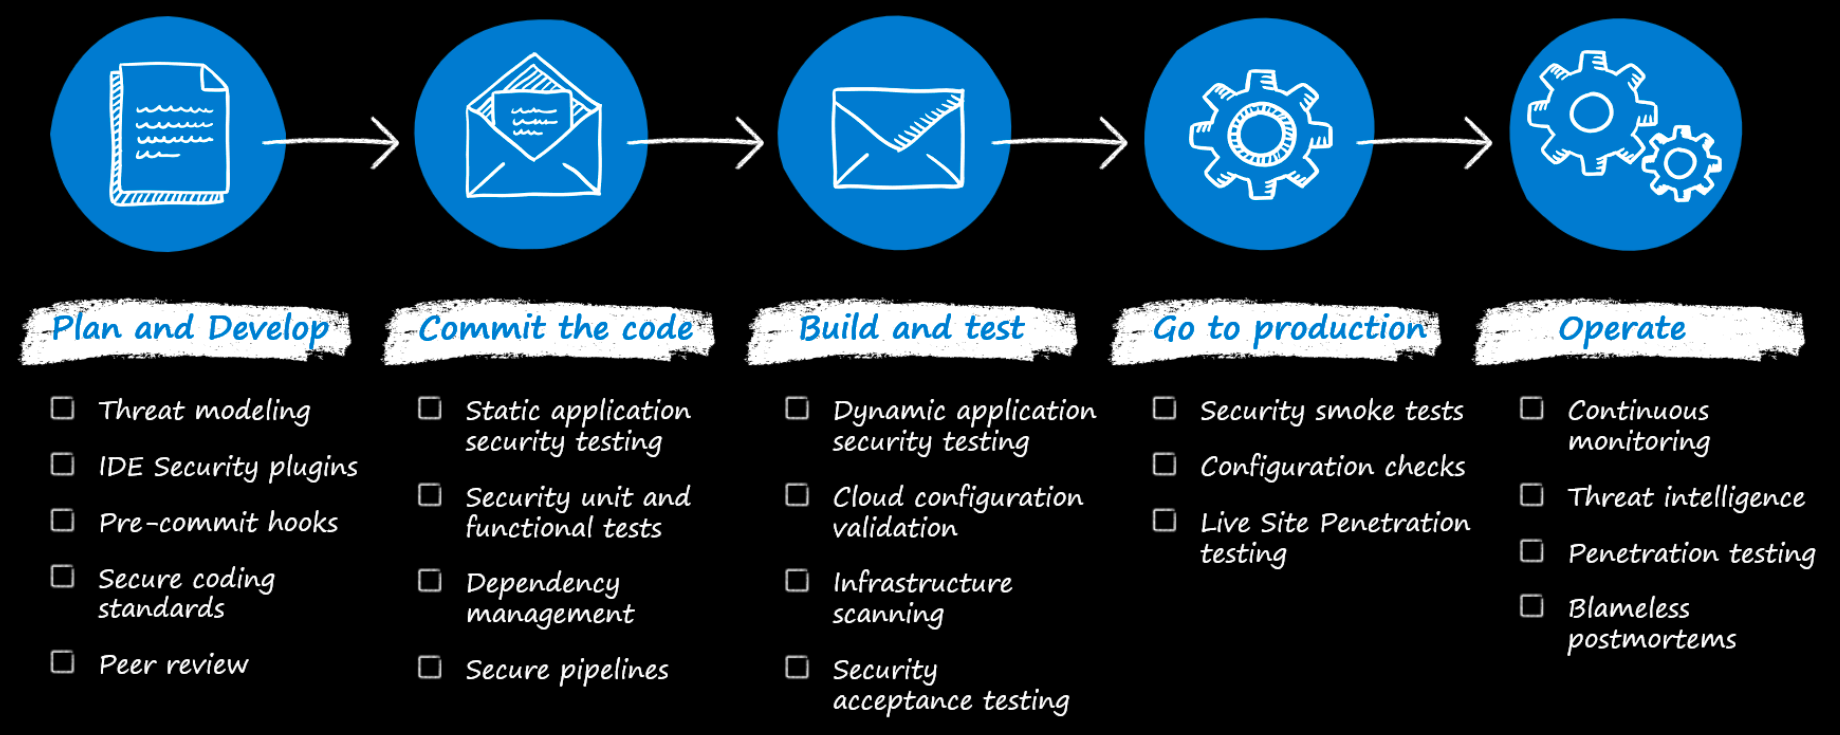 Plan and Develop
Threat modeling
IDE Security plugins
Pre-commit hooks
Secure coding
standards
Peer review
Commit the code
Static application
security testing
Security unit and
functional tests
Dependency
management
Secure pipelines
Build and test
Dynamic application
security testing
Cloud configuration
validation
Infrastructure
scanning
Security
acceptance testing
Go to production
Security smoke tests
Configuration checks
Live Site Penetration
testing
Operate
Continuous
monitoring
Threat intelligence
Penetration testing
Blameless
postmortems